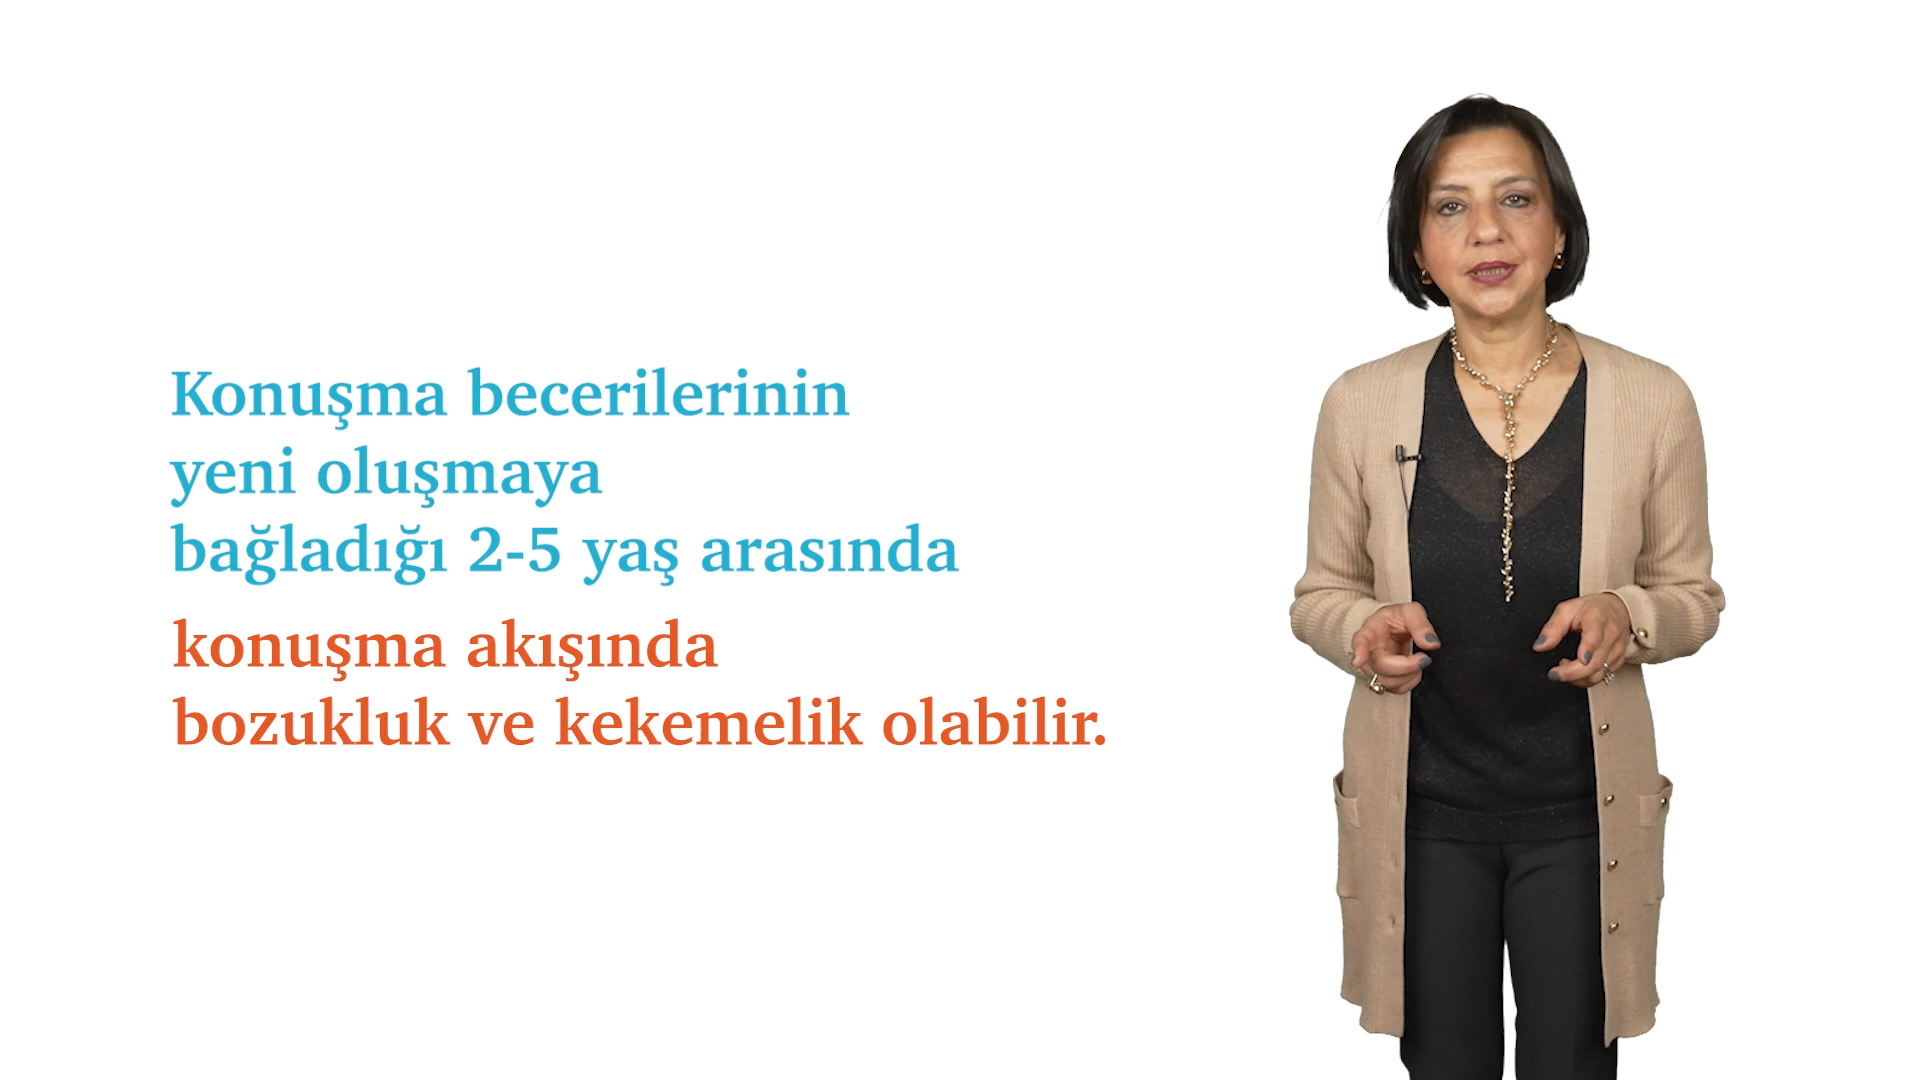 Konuşma becerilerinin
yeni oluşmaya
bağladığı 2-5 yaş arasında
konuşma akışında
bozukluk ve kekemelik olabilir.